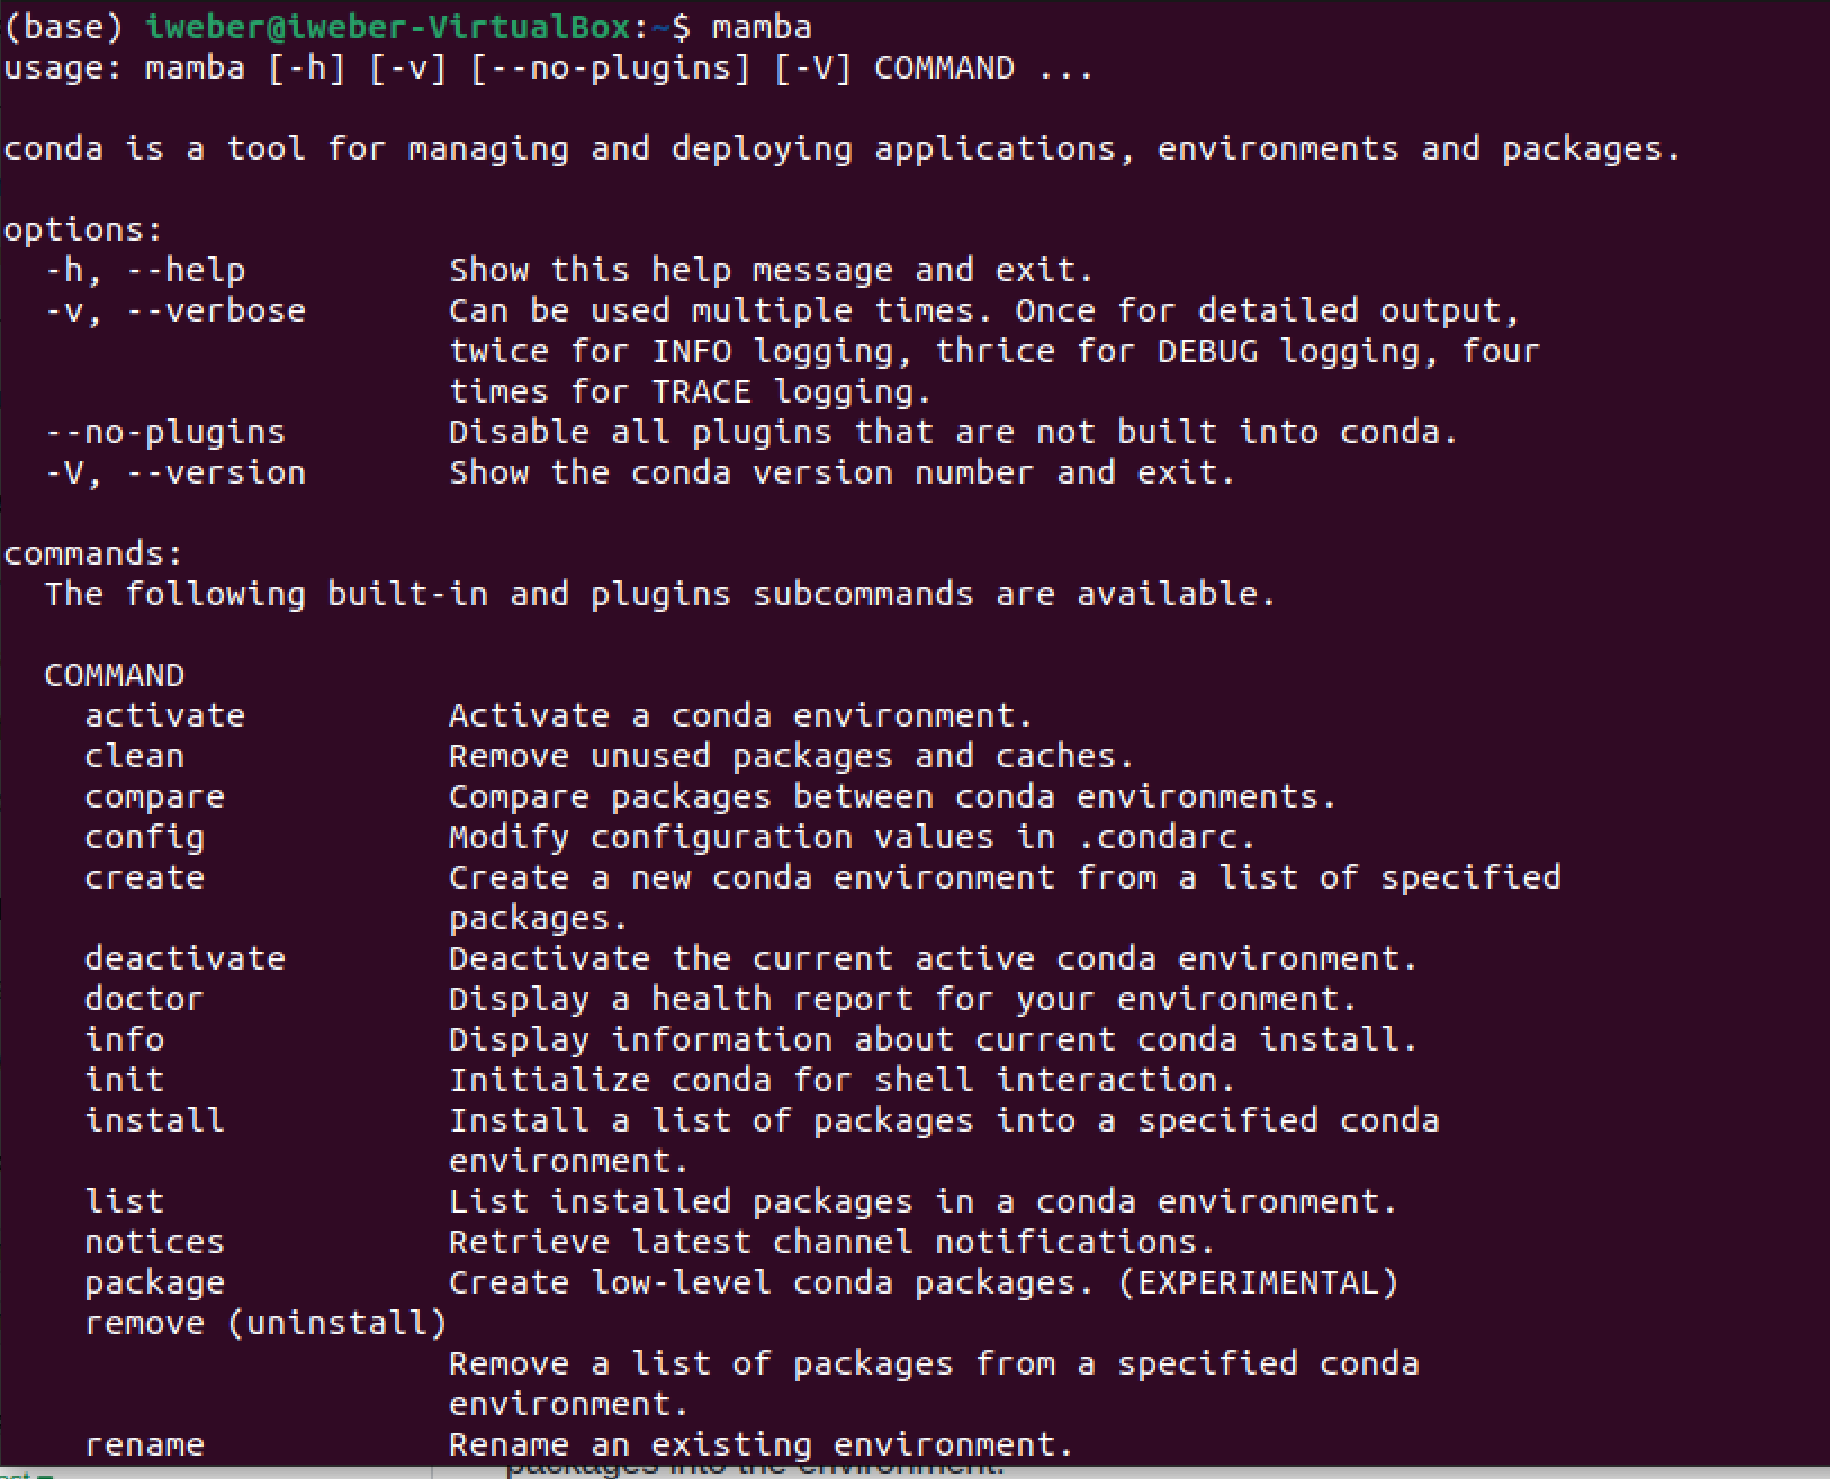 (base) iweber@iweber-VirtualBox:~$ mamba
usage: mamba [-h] [-v] [--no-plugins] [-V] COMMAND ...
conda is a tool for managing and deploying applications, environments and packages.
options:
-h, --help Show this help message and exit.
-v, --verbose Can be used multiple times. Once for detailed output,
twice for INFO logging, thrice for DEBUG logging, four
times for TRACE logging.
--no-plugins Disable all plugins that are not built into conda.
-V, --version Show the conda version number and exit.
commands:
The following built-in and plugins subcommands are available.
COMMAND
activate Activate a conda environment.
clean Remove unused packages and caches.
compare Compare packages between conda environments.
config Modify configuration values in .condarc.
create Create a new conda environment from a list of specified
packages.
deactivate Deactivate the current active conda environment.
doctor Display a health report for your environment.
info Display information about current conda install.
init Initialize conda for shell interaction.
install Install a list of packages into a specified conda
environment.
list List installed packages in a conda environment.
notices Retrieve latest channel notifications.
package Create low-level conda packages. (EXPERIMENTAL)
remove (uninstall)
Remove a list of packages from a specified conda
environment.
rename Rename an existing environment.
packages into the environment.